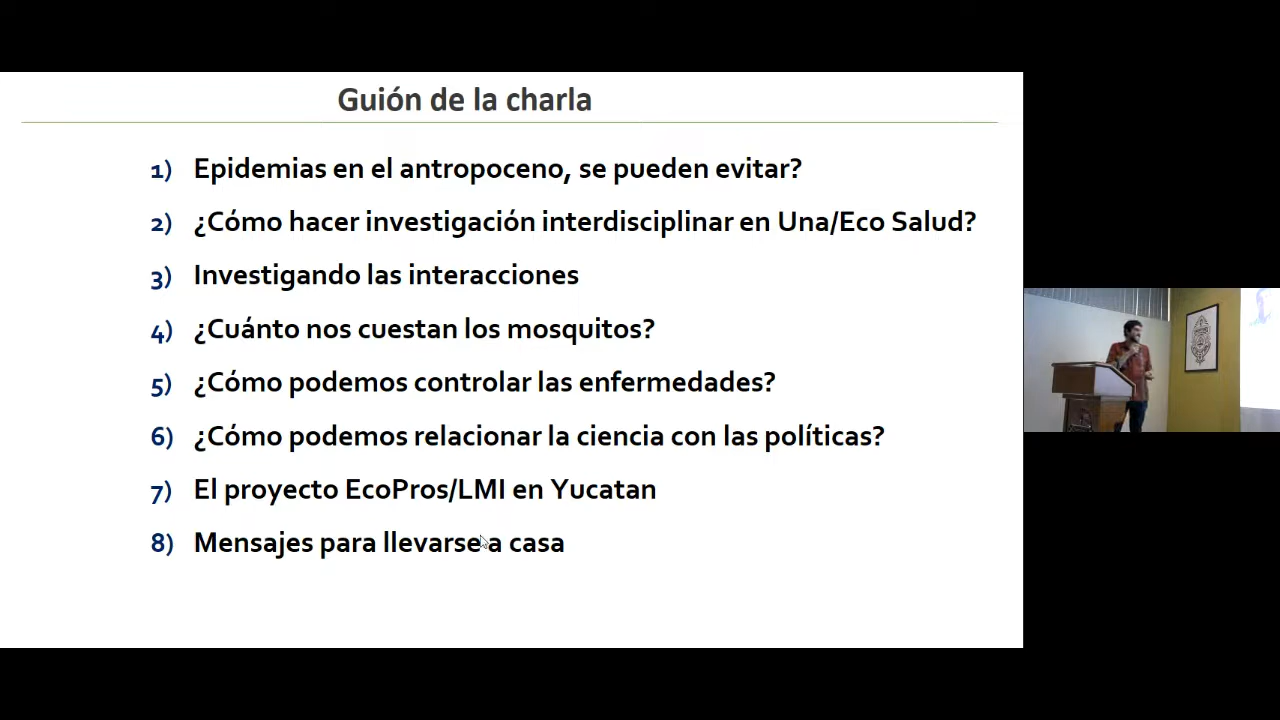 Guión de la charla
1) Epidemias en el antropoceno, se pueden evitar?
2) ¿Cómo hacer investigación interdisciplinar en Una/Eco Salud?
3) Investigando las interacciones
4) ¿Cuánto nos cuestan los mosquitos?
5) ¿Cómo podemos controlar las enfermedades?
6) ¿Cómo podemos relacionar la ciencia con las políticas?
7) El proyecto EcoPros/LMI en Yucatan
8) Mensajes para llevarse a casa